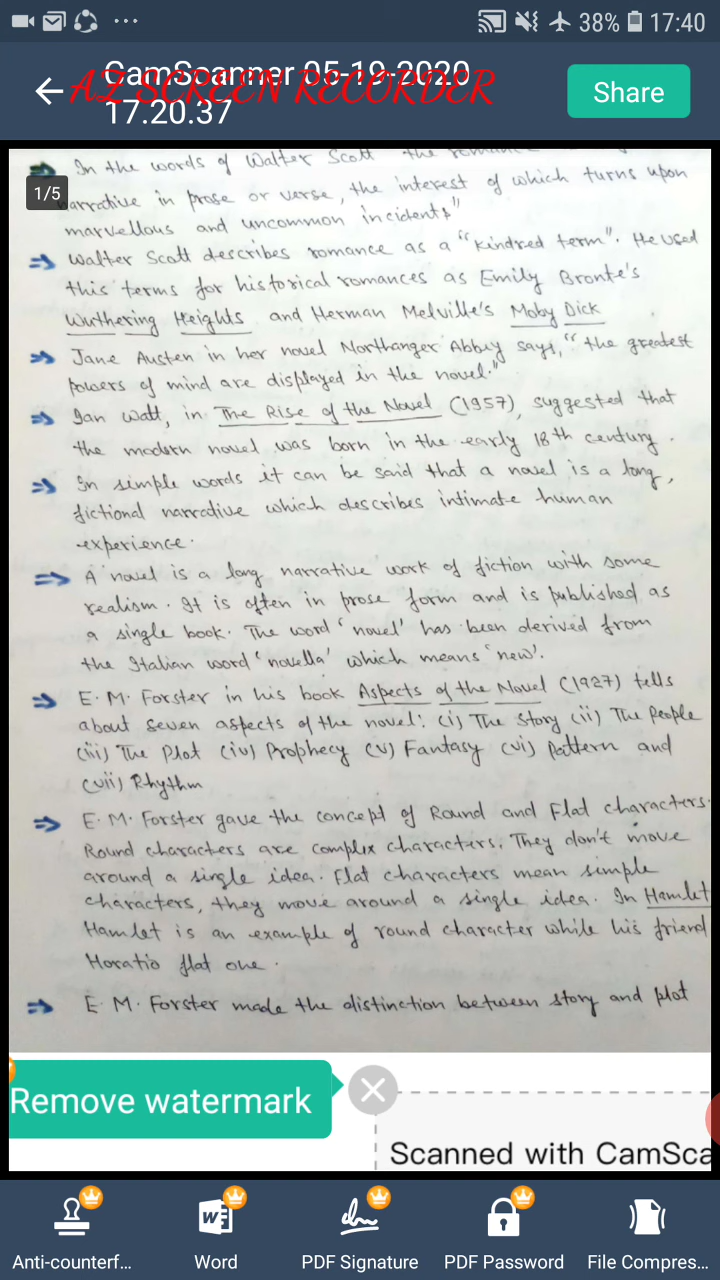 38% 17:40
CamScanner 05-19-2020
AZ SCREEN RECORDER
17.20.37
Share
1/5
⇒ In the words of Walter Scott the
narrative in prose or verse, the interest of which turns upon
marvellous and uncommon incidents"
⇒ Walter Scott describes romance as a "kindred term". He used
this terms for historical romances as Emily Bronte's
Wuthering Heights and Herman Melville's Moby Dick
⇒ Jane Austen in her novel Northanger Abbey says, "the greatest
powers of mind are displayed in the novel."
⇒ Ian Watt, in The Rise of the Novel (1957), suggested that
the modern novel was born in the early 18th century.
⇒ In simple words it can be said that a novel is a long,
fictional narrative which describes intimate human
experience.
⇒ A novel is a long narrative work of fiction with some
realism. It is often in prose form and is published as
a single book. The word 'novel' has been derived from
the Italian word 'novella' which means 'new'.
⇒ E.M. Forster in his book Aspects of the Novel (1927) tells
about seven aspects of the novel: (i) The Story (ii) The People
(iii) The Plot (iv) Prophecy (v) Fantasy (vi) Pattern and
(vii) Rhythm
⇒ E.M. Forster gave the concept of Round and Flat characters.
Round characters are complex characters. They don't move
around a single idea. Flat characters mean simple
characters, they move around a single idea. In Hamlet
Hamlet is an example of round character while his friend
Horatio flat one.
⇒ E.M. Forster made the distinction between story and plot
Remove watermark
Scanned with CamSca
Anti-counterf... Word PDF Signature PDF Password File Compres...